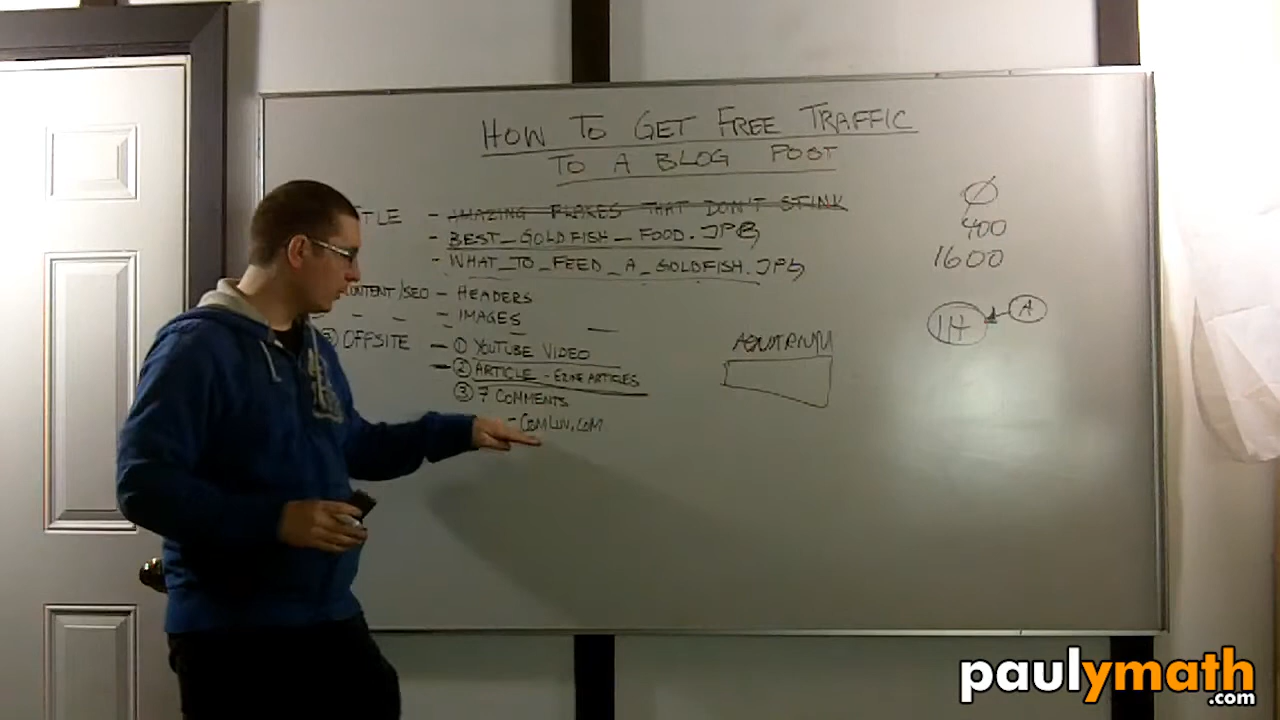 HOW TO GET FREE TRAFFIC
TO A BLOG POST
TLE - AMAZING FLAKES THAT DON'T STINK
- BEST_GOLDFISH_FOOD.JPG
- WHAT_TO_FEED_A_GOLDFISH.JPG
Ø
400
1600
CONTENT/SEO - HEADERS
- IMAGES
A
OFFSITE - ① YOUTUBE VIDEO
- ② ARTICLE - EZINE ARTICLES
③ 7 COMMENTS
- COMLUV.COM
AQUARIUM
paulymath
.com